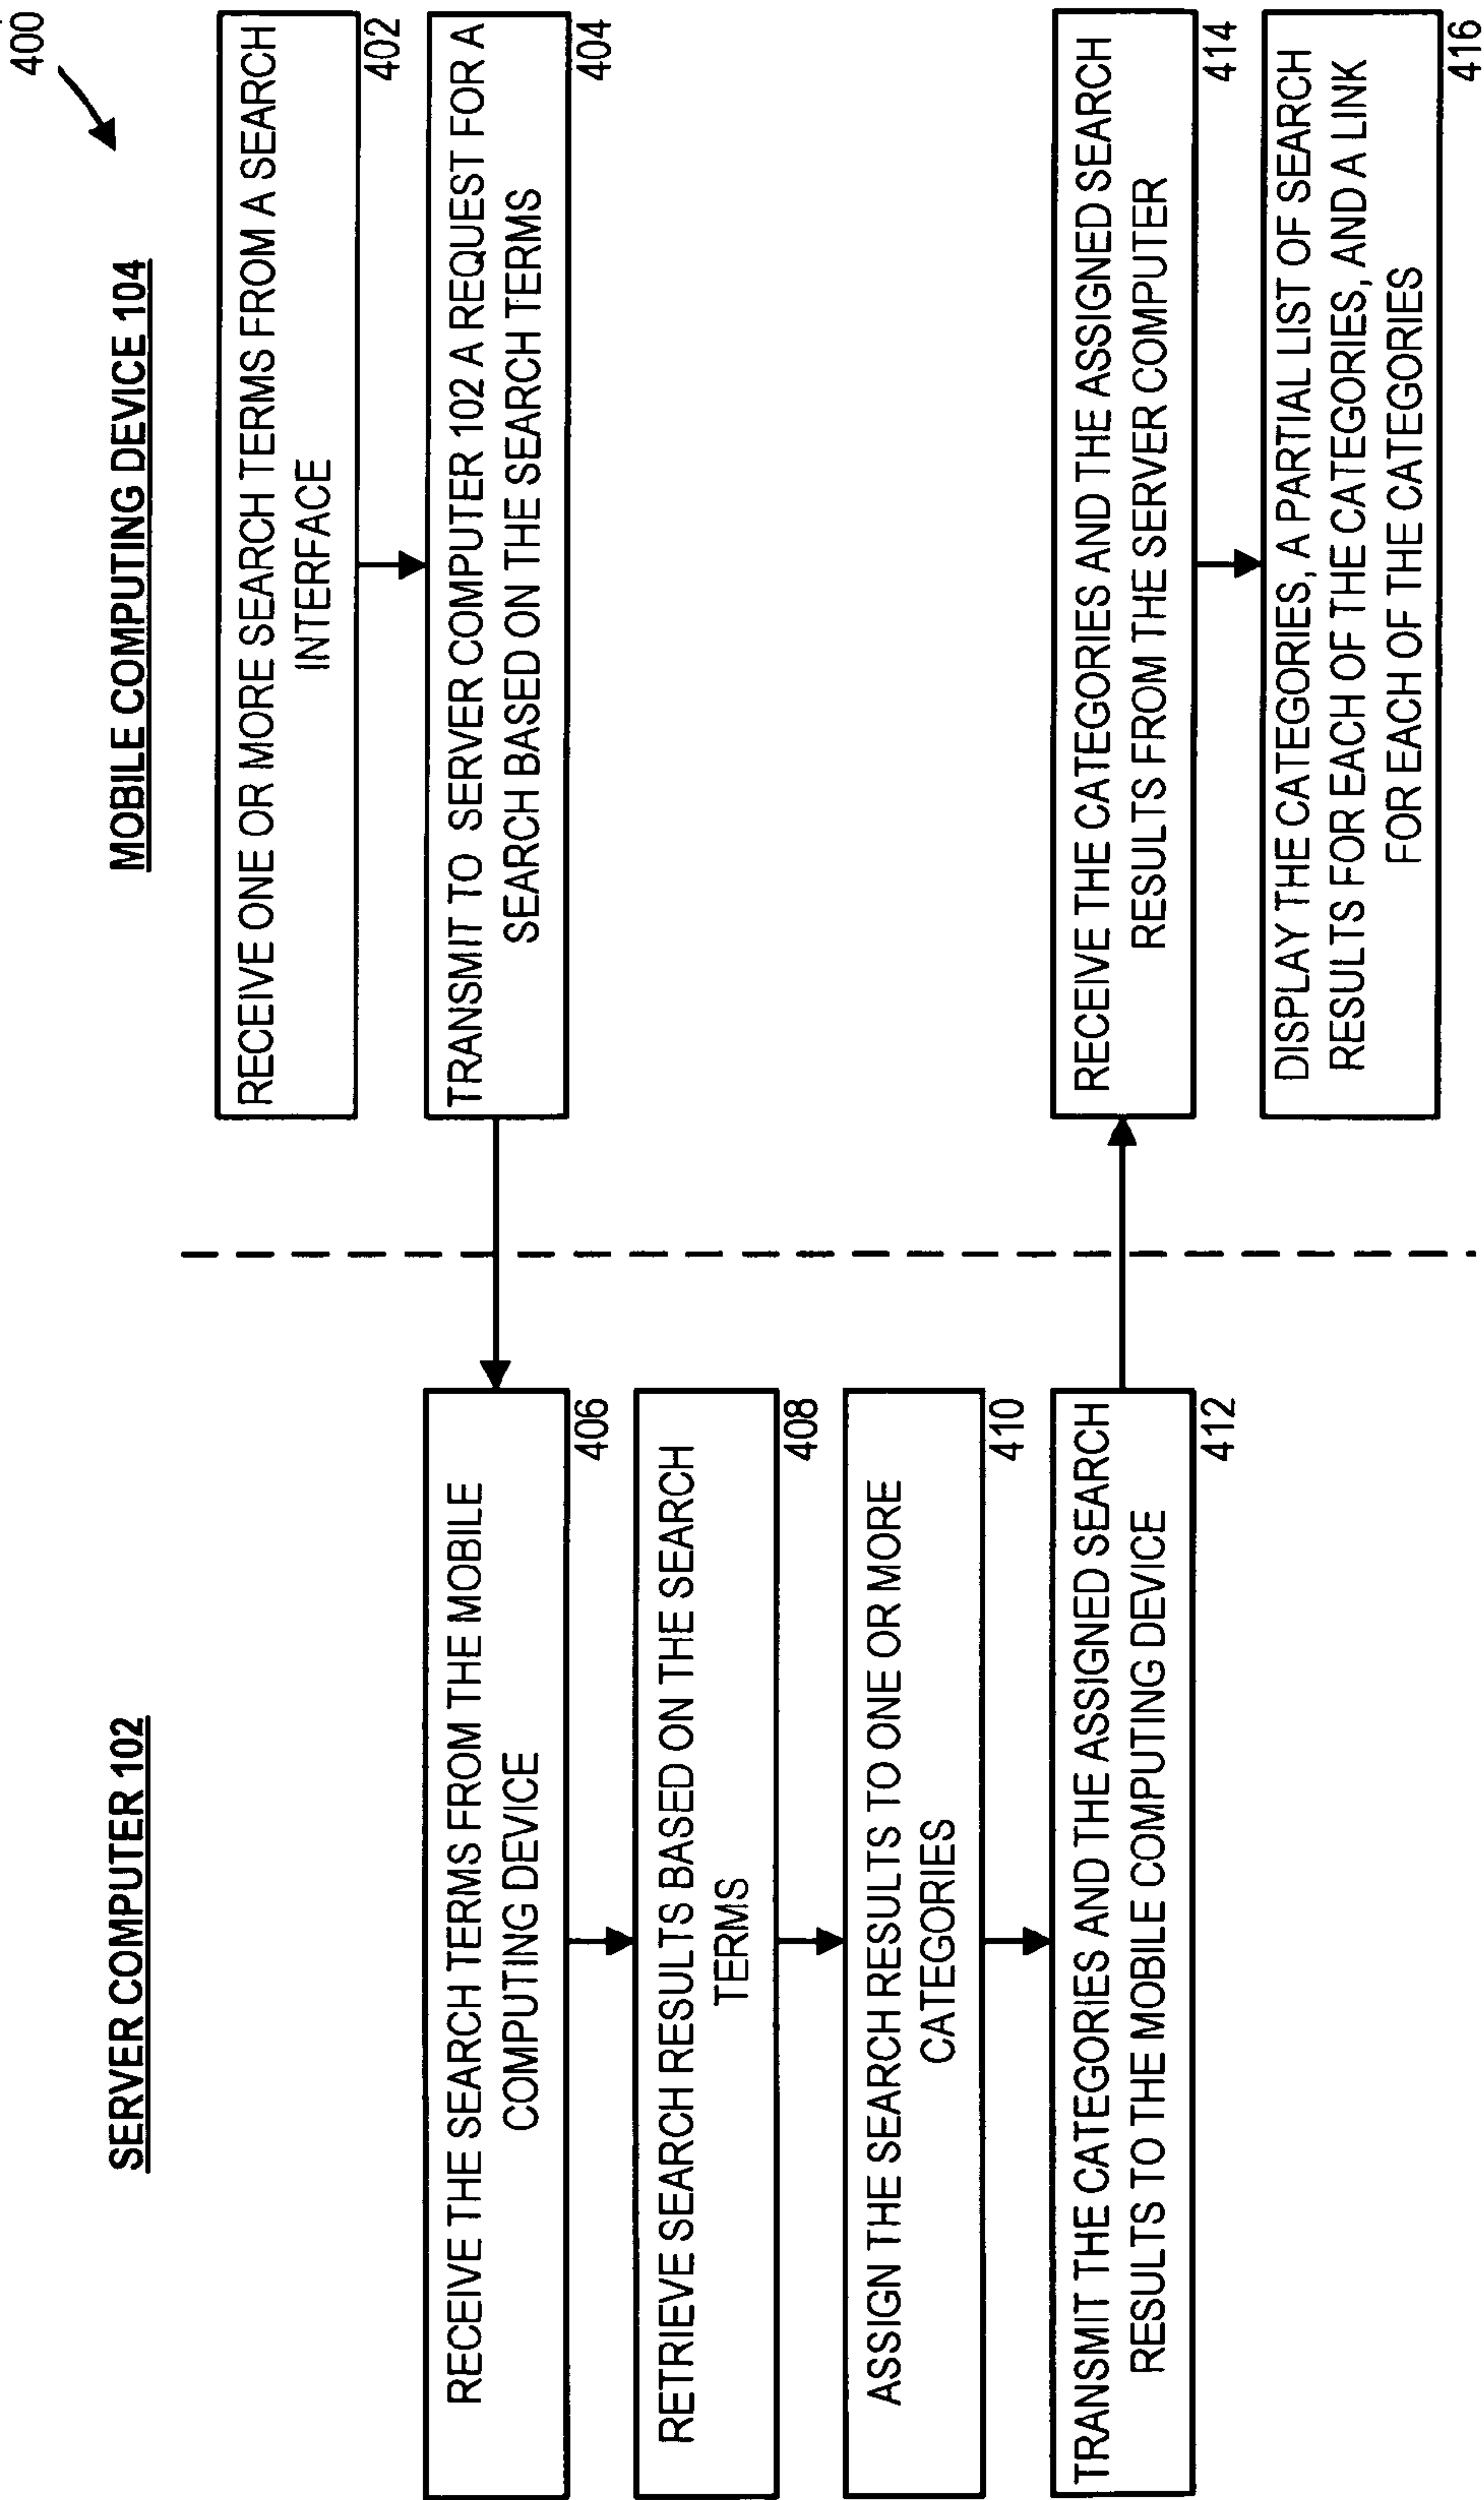 400
SERVER COMPUTER 102
MOBILE COMPUTING DEVICE 104
RECEIVE ONE OR MORE SEARCH TERMS FROM A SEARCH
INTERFACE
402
TRANSMIT TO SERVER COMPUTER 102 A REQUEST FOR A
SEARCH BASED ON THE SEARCH TERMS
404
RECEIVE THE SEARCH TERMS FROM THE MOBILE
COMPUTING DEVICE
406
RETRIEVE SEARCH RESULTS BASED ON THE SEARCH
TERMS
408
ASSIGN THE SEARCH RESULTS TO ONE OR MORE
CATEGORIES
410
TRANSMIT THE CATEGORIES AND THE ASSIGNED SEARCH
RESULTS TO THE MOBILE COMPUTING DEVICE
412
RECEIVE THE CATEGORIES AND THE ASSIGNED SEARCH
RESULTS FROM THE SERVER COMPUTER
414
DISPLAY THE CATEGORIES, A PARTIAL LIST OF SEARCH
RESULTS FOR EACH OF THE CATEGORIES, AND A LINK
FOR EACH OF THE CATEGORIES
416